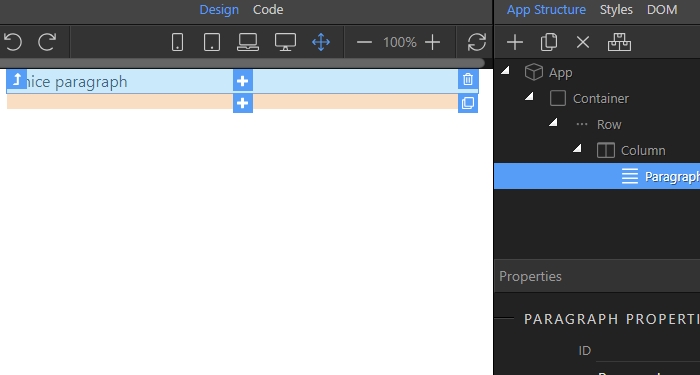 Design Code
App Structure Styles DOM
100%
nice paragraph
App
Container
Row
Column
Paragraph
Properties
PARAGRAPH PROPERTI
ID